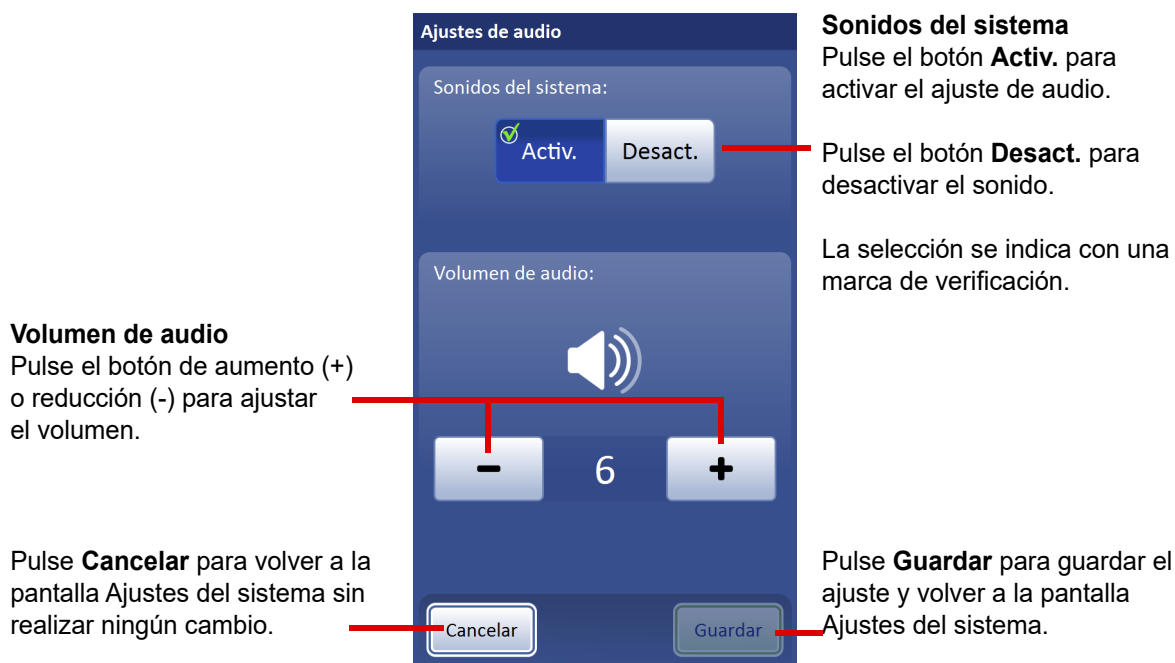 Ajustes de audio
Sonidos del sistema:
Activ.
Desact.
Volumen de audio:
−
6
+
Cancelar
Guardar
Sonidos del sistema
Pulse el botón Activ. para
activar el ajuste de audio.
Pulse el botón Desact. para
desactivar el sonido.
La selección se indica con una
marca de verificación.
Volumen de audio
Pulse el botón de aumento (+)
o reducción (-) para ajustar
el volumen.
Pulse Cancelar para volver a la
pantalla Ajustes del sistema sin
realizar ningún cambio.
Pulse Guardar para guardar el
ajuste y volver a la pantalla
Ajustes del sistema.